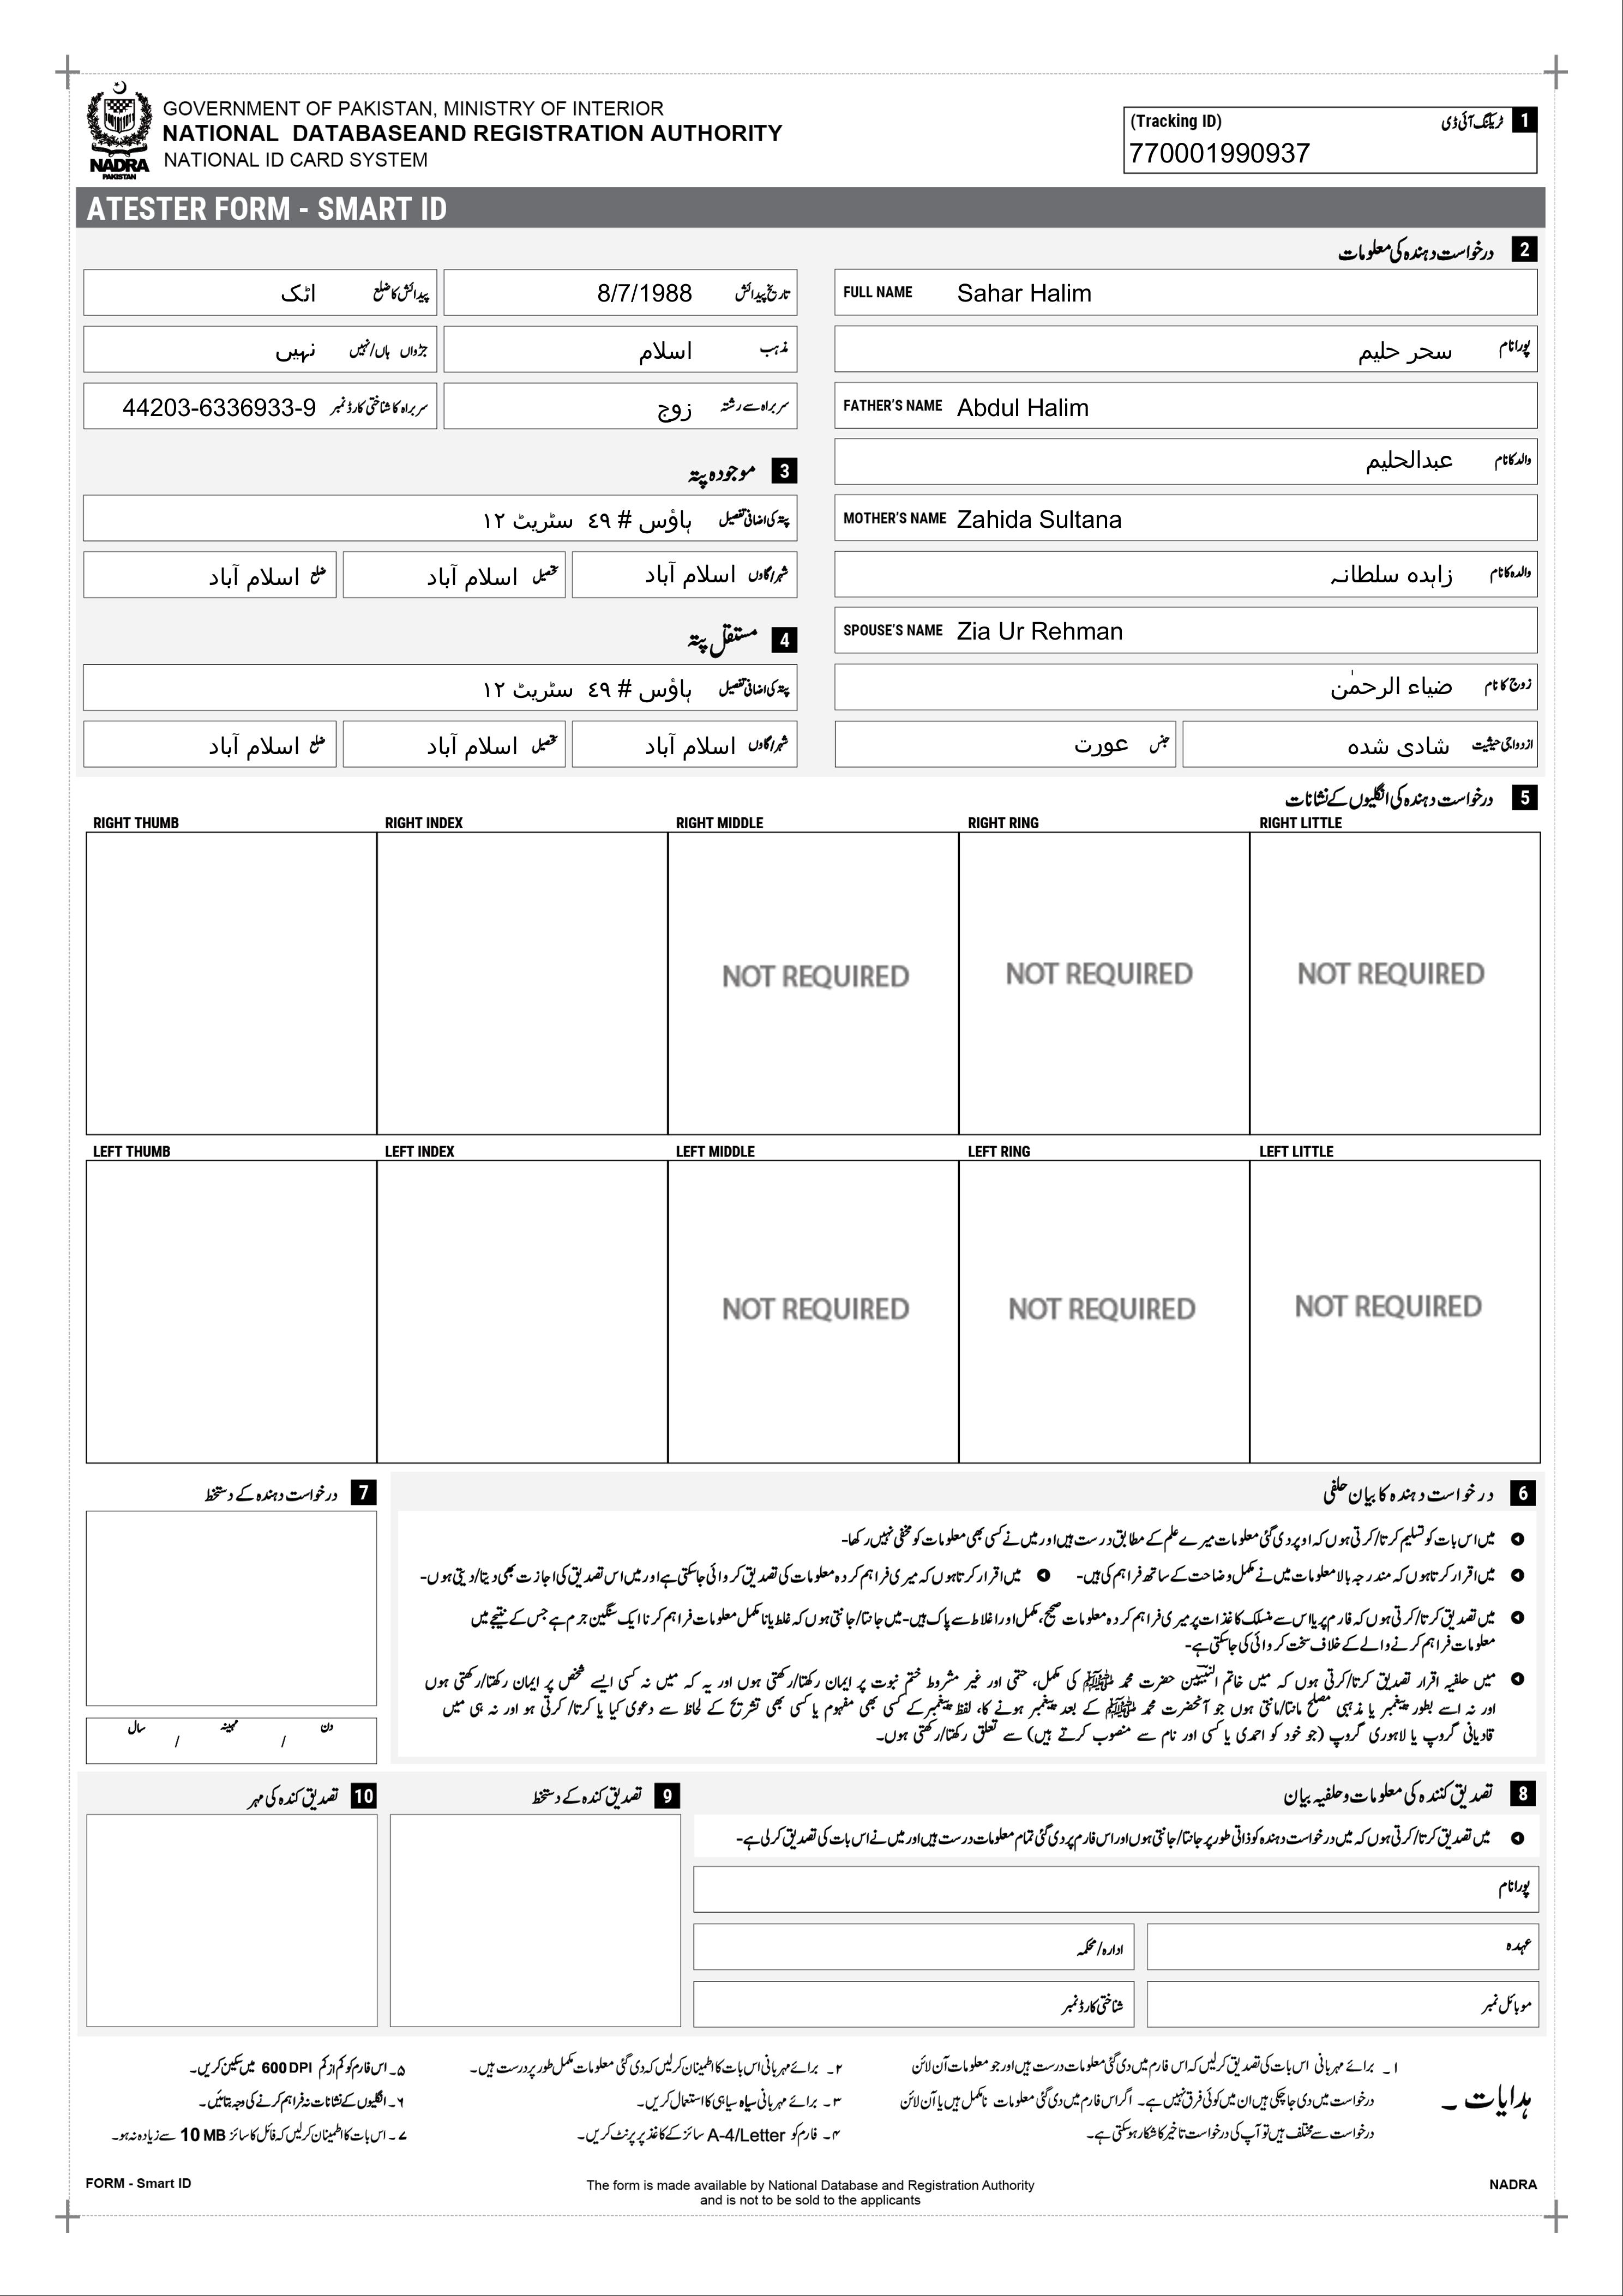 GOVERNMENT OF PAKISTAN, MINISTRY OF INTERIOR
NATIONAL DATABASEAND REGISTRATION AUTHORITY
NATIONAL ID CARD SYSTEM
NADRA
PAKISTAN
(Tracking ID) ٹریکنگ آئی ڈی 1
770001990937
ATESTER FORM - SMART ID
2 درخواست دہندہ کی معلومات
FULL NAME Sahar Halim
پورا نام سحر حلیم
FATHER'S NAME Abdul Halim
والد کا نام عبدالحلیم
MOTHER'S NAME Zahida Sultana
والدہ کا نام زاہدہ سلطانہ
SPOUSE'S NAME Zia Ur Rehman
زوج کا نام ضیاء الرحمٰن
ازدواجی حیثیت شادی شدہ
جنس عورت
تاریخ پیدائش 8/7/1988
پیدائش کا ضلع اٹک
مذہب اسلام
جڑواں ہاں/نہیں نہیں
سربراہ سے رشتہ زوج
سربراہ کا شناختی کارڈ نمبر 44203-6336933-9
3 موجودہ پتہ
پتہ کی اضافی تفصیل ہاؤس # ٤٩ سٹریٹ ١٢
شہر/گاوں اسلام آباد
تحصیل اسلام آباد
ضلع اسلام آباد
4 مستقل پتہ
پتہ کی اضافی تفصیل ہاؤس # ٤٩ سٹریٹ ١٢
شہر/گاوں اسلام آباد
تحصیل اسلام آباد
ضلع اسلام آباد
5 درخواست دہندہ کی انگلیوں کے نشانات
RIGHT THUMB RIGHT INDEX RIGHT MIDDLE RIGHT RING RIGHT LITTLE
NOT REQUIRED NOT REQUIRED NOT REQUIRED
LEFT THUMB LEFT INDEX LEFT MIDDLE LEFT RING LEFT LITTLE
NOT REQUIRED NOT REQUIRED NOT REQUIRED
6 درخواست دہندہ کا بیان حلفی
میں اس بات کو تسلیم کرتا/کرتی ہوں کہ اوپر دی گئی معلومات میرے علم کے مطابق درست ہیں اور میں نے کسی بھی معلومات کو مخفی نہیں رکھا-
میں اقرار کرتا ہوں کہ مندرجہ بالا معلومات میں نے مکمل وضاحت کے ساتھ فراہم کی ہیں-
میں اقرار کرتا ہوں کہ میری فراہم کردہ معلومات کی تصدیق کروائی جا سکتی ہے اور میں اس تصدیق کی اجازت بھی دیتا/دیتی ہوں-
میں تصدیق کرتا/کرتی ہوں کہ فارم پر یا اس سے منسلک کاغذات پر میری فراہم کردہ معلومات صحیح، مکمل اور اغلاط سے پاک ہیں- میں جانتا/جانتی ہوں کہ غلط یا نامکمل معلومات فراہم کرنا ایک سنگین جرم ہے جس کے نتیجے میں
معلومات فراہم کرنے والے کے خلاف سخت کروائی کی جا سکتی ہے-
میں حلفیہ اقرار تصدیق کرتا/کرتی ہوں کہ میں خاتم النبیین حضرت محمد ﷺ کی مکمل، حتمی اور غیر مشروط ختم نبوت پر ایمان رکھتا/رکھتی ہوں اور یہ کہ میں نہ کسی ایسے شخص پر ایمان رکھتا/رکھتی ہوں
اور نہ اسے بطور پیغمبر یا مذہبی مصلح مانتا/مانتی ہوں جو آنحضرت محمد ﷺ کے بعد پیغمبر ہونے کا، لفظ پیغمبر کے کسی بھی مفہوم یا کسی بھی تشریح کے لحاظ سے دعوی کیا یا کرتا/کرتی ہو اور نہ ہی میں
قادیانی گروپ یا لاہوری گروپ (جو خود کو احمدی یا کسی اور نام سے منصوب کرتے ہیں) سے تعلق رکھتا/رکھتی ہوں۔
7 درخواست دہندہ کے دستخط
دن / مہینہ / سال
8 تصدیق کنندہ کی معلومات و حلفیہ بیان
میں تصدیق کرتا/کرتی ہوں کہ میں درخواست دہندہ کو ذاتی طور پر جانتا/جانتی ہوں اور اس فارم پر دی گئی تمام معلومات درست ہیں اور میں نے اس بات کی تصدیق کرلی ہے-
پورا نام
عہدہ
ادارہ/محکمہ
موبائل نمبر
شناختی کارڈ نمبر
9 تصدیق کندہ کے دستخط
10 تصدیق کندہ کی مہر
ہدایات -
۱ - برائے مہربانی اس بات کی تصدیق کرلیں کہ اس فارم میں دی گئی معلومات درست ہیں اور جو معلومات آن لائن
درخواست میں دی جا چکی ہیں ان میں کوئی فرق نہیں ہے۔ اگر اس فارم میں دی گئی معلومات نامکمل ہیں یا آن لائن
درخواست سے مختلف ہیں تو آپ کی درخواست تاخیر کا شکار ہو سکتی ہے۔
۲- برائے مہربانی اس بات کا اطمینان کرلیں کہ دی گئی معلومات مکمل طور پر درست ہیں۔
۳- برائے مہربانی سیاہ سیاہی کا استعمال کریں۔
۴- فارم کو A-4/Letter سائز کے کاغذ پر پرنٹ کریں۔
۵- اس فارم کو کم از کم 600 DPI میں سکین کریں۔
۶- انگلیوں کے نشانات نہ فراہم کرنے کی وجہ بتائیں۔
۷- اس بات کا اطمینان کرلیں کہ فائل کا سائز 10 MB سے زیادہ نہ ہو۔
FORM - Smart ID
The form is made available by National Database and Registration Authority
and is not to be sold to the applicants
NADRA